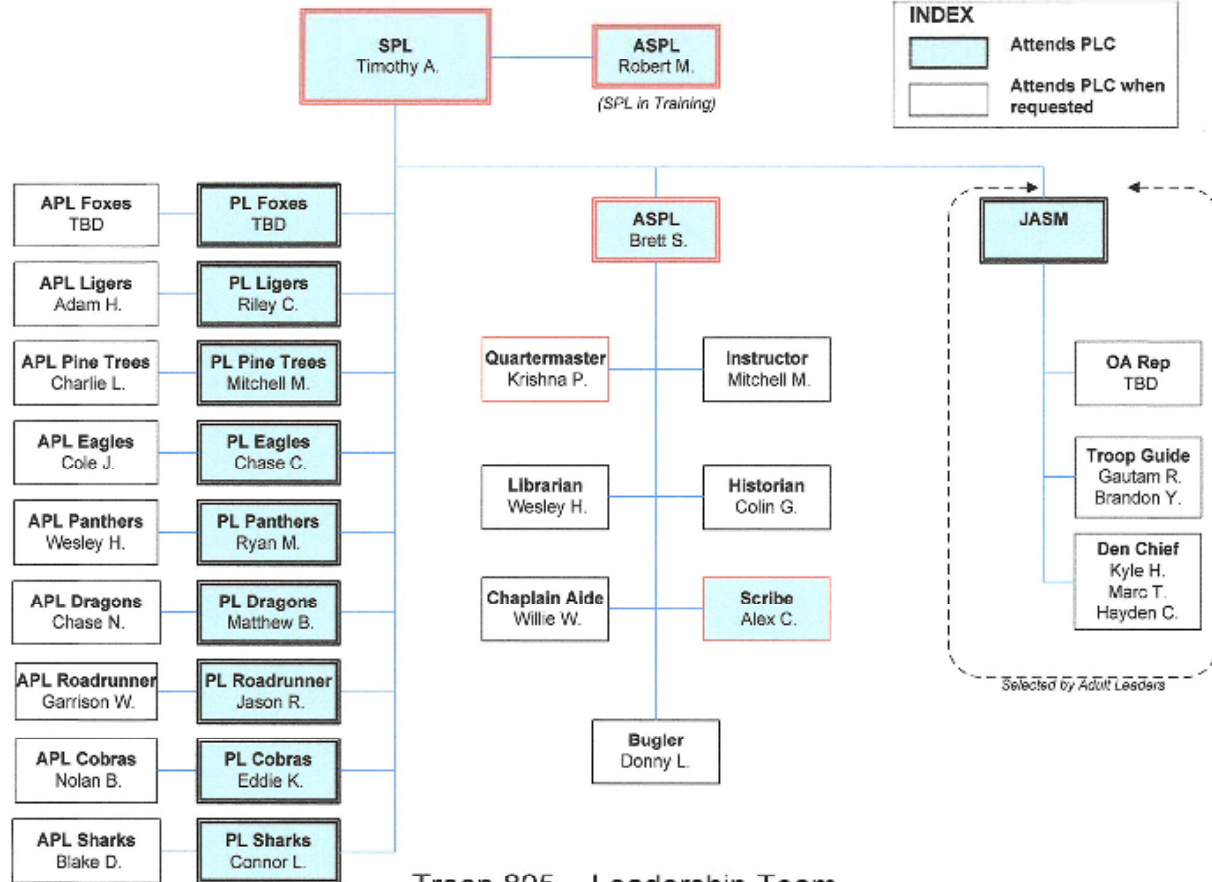 SPL
Timothy A.
ASPL
Robert M.
(SPL in Training)
INDEX
Attends PLC
Attends PLC when
requested
APL Foxes
TBD
PL Foxes
TBD
APL Ligers
Adam H.
PL Ligers
Riley C.
APL Pine Trees
Charlie L.
PL Pine Trees
Mitchell M.
APL Eagles
Cole J.
PL Eagles
Chase C.
APL Panthers
Wesley H.
PL Panthers
Ryan M.
APL Dragons
Chase N.
PL Dragons
Matthew B.
APL Roadrunner
Garrison W.
PL Roadrunner
Jason R.
APL Cobras
Nolan B.
PL Cobras
Eddie K.
APL Sharks
Blake D.
PL Sharks
Connor L.
ASPL
Brett S.
Quartermaster
Krishna P.
Instructor
Mitchell M.
Librarian
Wesley H.
Historian
Colin G.
Chaplain Aide
Willie W.
Scribe
Alex C.
Bugler
Donny L.
JASM
OA Rep
TBD
Troop Guide
Gautam R.
Brandon Y.
Den Chief
Kyle H.
Marc T.
Hayden C.
Selected by Adult Leaders
Troop Leadership Team